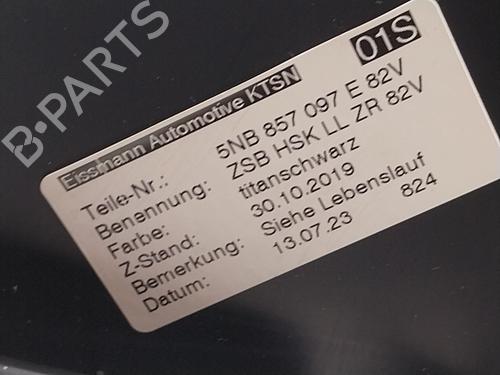 B-PARTS
Eissmann Automotive KTSN 01S
Teile-Nr.: 5NB 857 097 E 82V
Benennung: ZSB HSK LL ZR 82V
Farbe: titanschwarz
Z-Stand: 30.10.2019
Bemerkung: Siehe Lebenslauf
Datum: 13.07.23 824